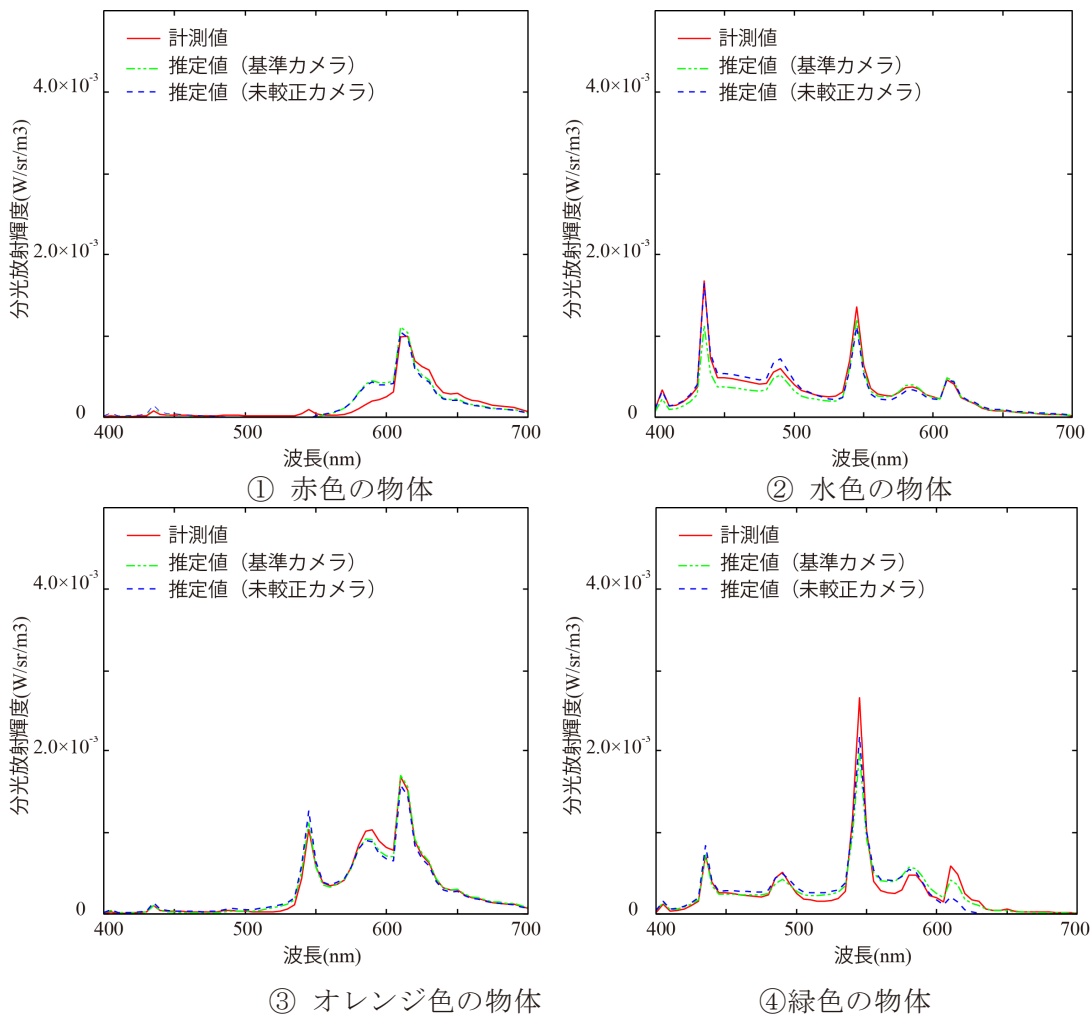 計測値
推定値（基準カメラ）
推定値（未較正カメラ）
4.0×10⁻³
2.0×10⁻³
0
分光放射輝度(W/sr/m3)
400 500 600 700
波長(nm)
① 赤色の物体
計測値
推定値（基準カメラ）
推定値（未較正カメラ）
4.0×10⁻³
2.0×10⁻³
0
分光放射輝度(W/sr/m3)
400 500 600 700
波長(nm)
② 水色の物体
計測値
推定値（基準カメラ）
推定値（未較正カメラ）
4.0×10⁻³
2.0×10⁻³
0
分光放射輝度(W/sr/m3)
400 500 600 700
波長(nm)
③ オレンジ色の物体
計測値
推定値（基準カメラ）
推定値（未較正カメラ）
4.0×10⁻³
2.0×10⁻³
0
分光放射輝度(W/sr/m3)
400 500 600 700
波長(nm)
④緑色の物体